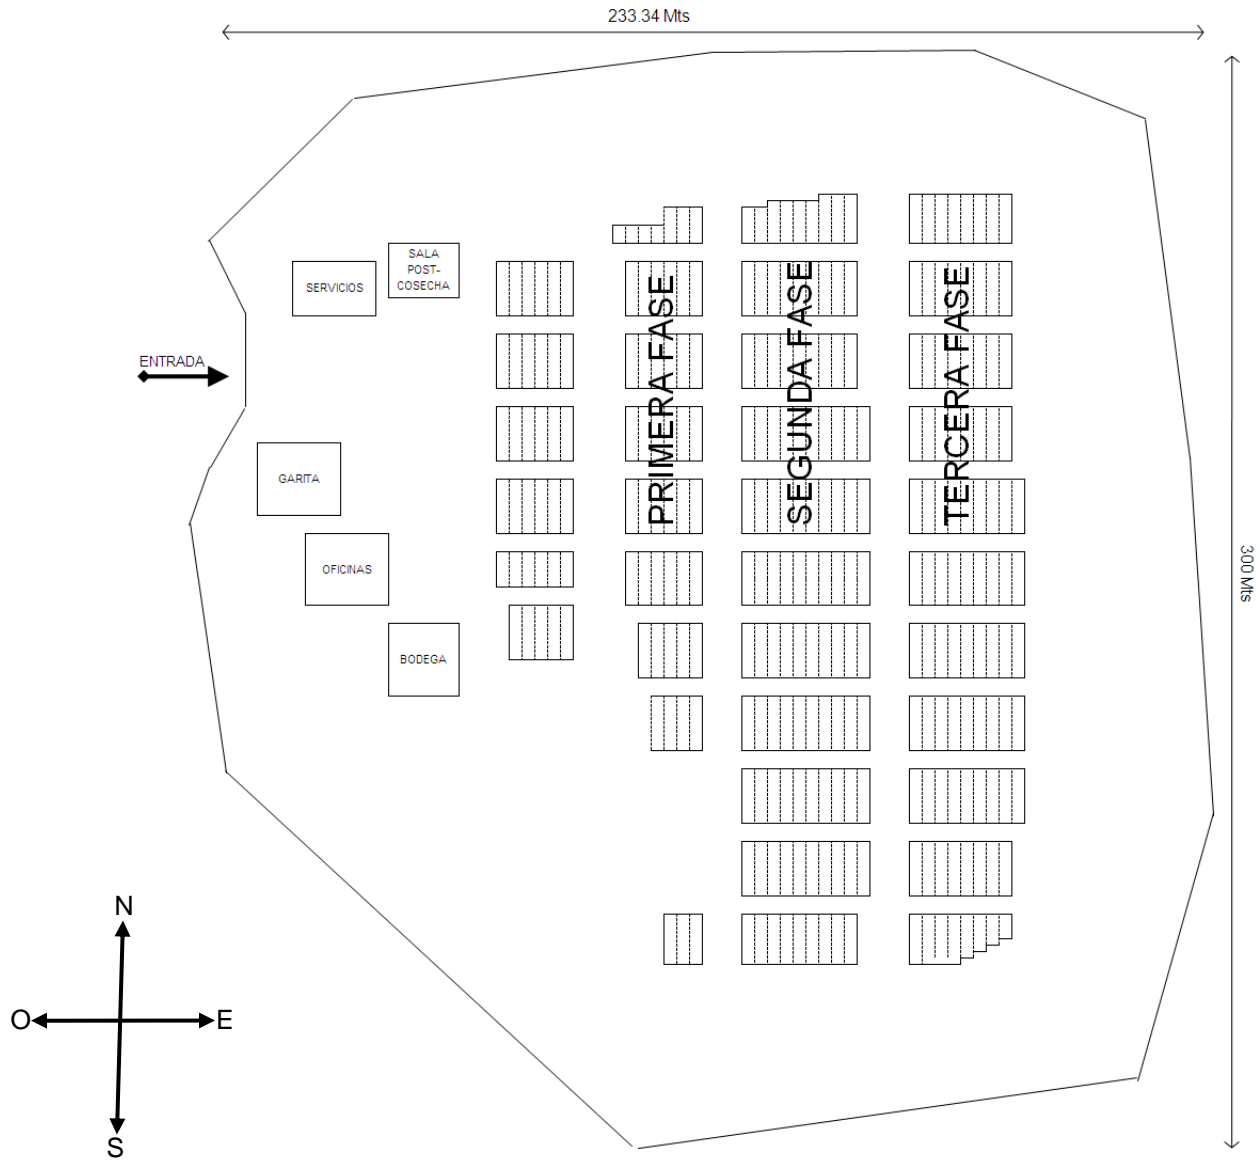 233.34 Mts
SALA
POST-
COSECHA
SERVICIOS
ENTRADA
PRIMERA FASE
SEGUNDA FASE
TERCERA FASE
GARITA
OFICINAS
300 Mts
BODEGA
N
O
E
S